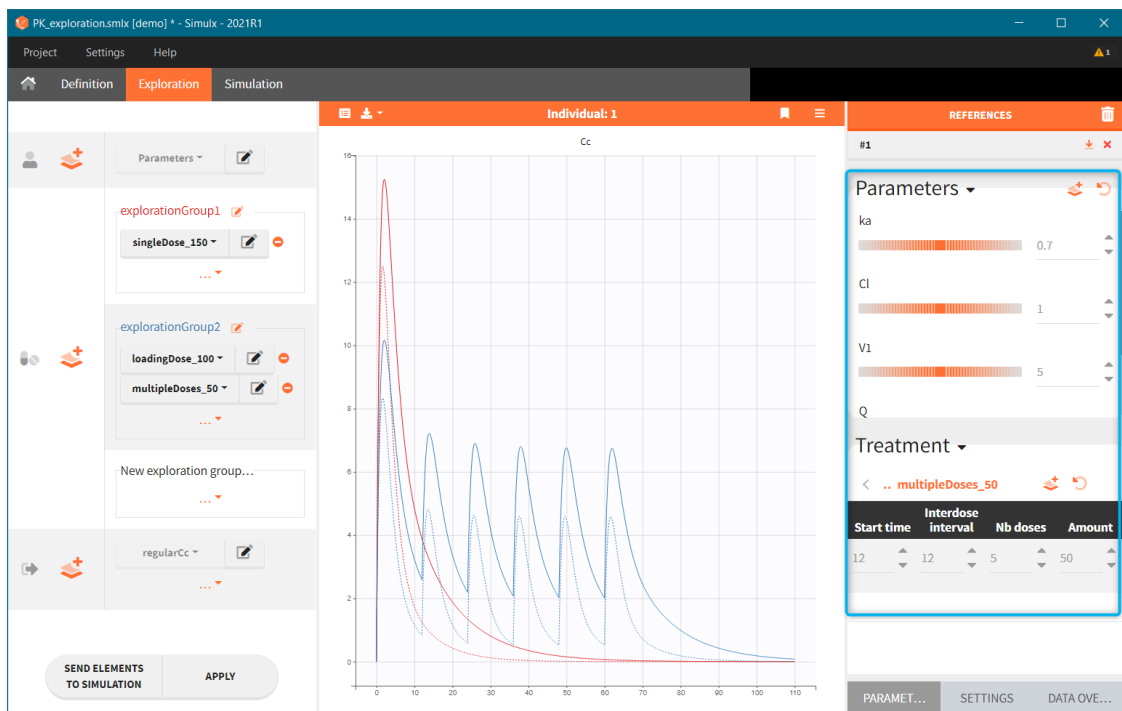 PK_exploration.smlx [demo] * - Simulx - 2021R1
Project Settings Help
1
Definition Exploration Simulation
Parameters
explorationGroup1
singleDose_150
...
explorationGroup2
loadingDose_100
multipleDoses_50
...
New exploration group...
...
regularCc
...
SEND ELEMENTS
TO SIMULATION
APPLY
Individual: 1
Cc
16
14
12
10
8
6
4
2
0
0 10 20 30 40 50 60 70 80 90 100 110
REFERENCES
#1
Parameters
ka
0.7
Cl
1
V1
5
Q
Treatment
< .. multipleDoses_50
Start time Interdose interval Nb doses Amount
12 12 5 50
PARAMET... SETTINGS DATA OVE...